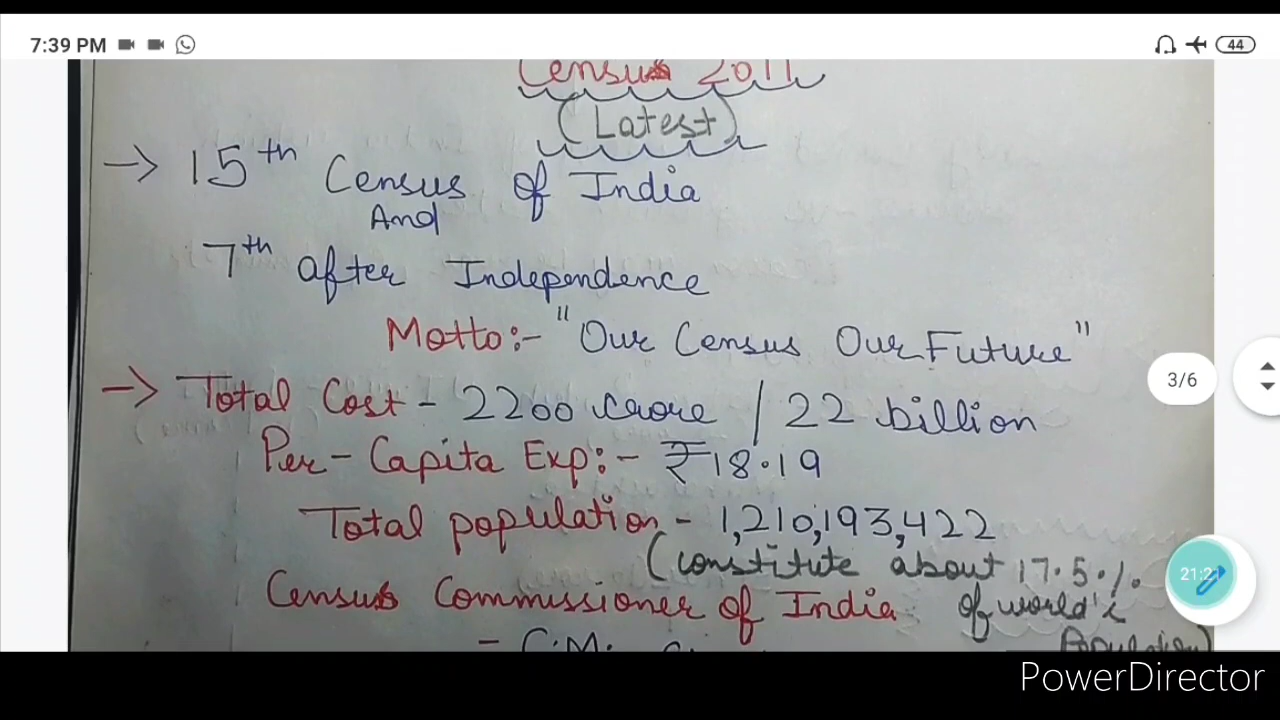 7:39 PM
44
Census 2011
(Latest)
→ 15th Census of India
And
7th after Independence
Motto:- "Our Census Our Future"
→ Total Cost - 2200 crore / 22 billion
Per-Capita Exp:- ₹18.19
Total population - 1,210,193,422
(constitute about 17.5%
Census Commissioner of India
of world's
- C.M.
3/6
21:21
PowerDirector